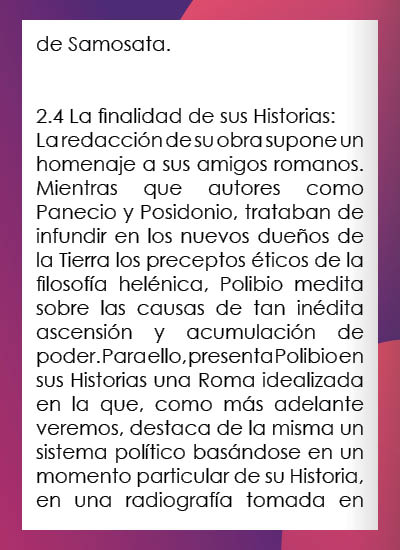 de Samosata.
2.4 La finalidad de sus Historias:
La redacción de su obra supone un
homenaje a sus amigos romanos.
Mientras que autores como
Panecio y Posidonio, trataban de
infundir en los nuevos dueños de
la Tierra los preceptos éticos de la
filosofía helénica, Polibio medita
sobre las causas de tan inédita
ascensión y acumulación de
poder. Para ello, presenta Polibio en
sus Historias una Roma idealizada
en la que, como más adelante
veremos, destaca de la misma un
sistema político basándose en un
momento particular de su Historia,
en una radiografía tomada en